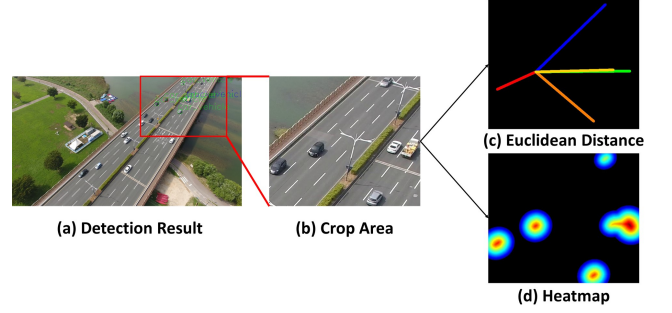 (c) Euclidean Distance
(a) Detection Result
(b) Crop Area
(d) Heatmap